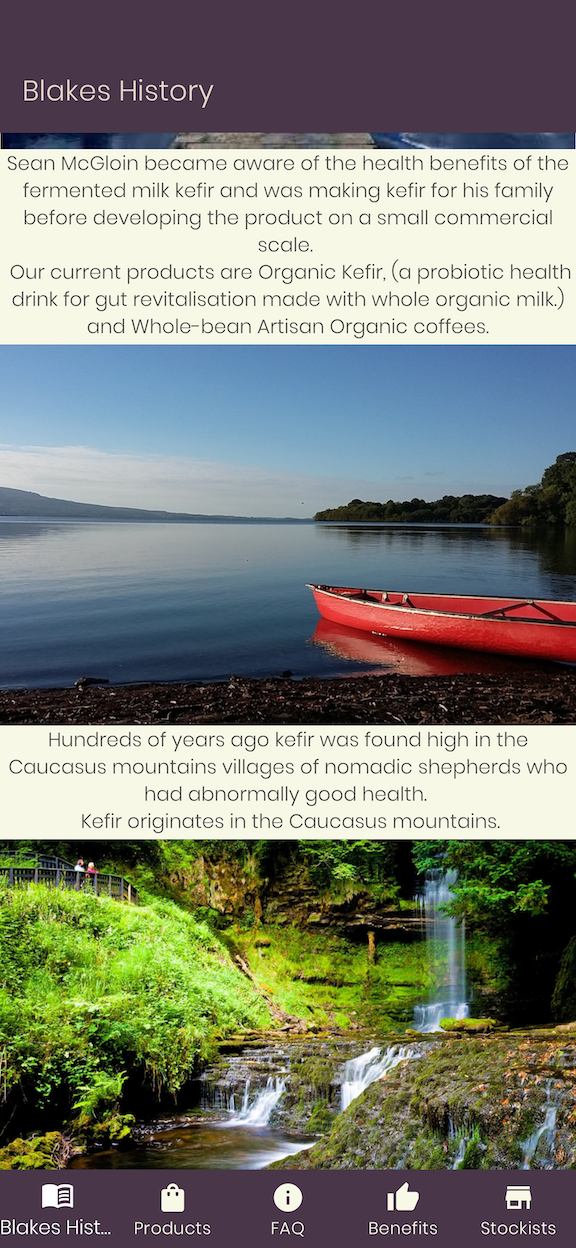 Blakes History
Sean McGloin became aware of the health benefits of the
fermented milk kefir and was making kefir for his family
before developing the product on a small commercial
scale.
Our current products are Organic Kefir, (a probiotic health
drink for gut revitalisation made with whole organic milk.)
and Whole-bean Artisan Organic coffees.
Hundreds of years ago kefir was found high in the
Caucasus mountains villages of nomadic shepherds who
had abnormally good health.
Kefir originates in the Caucasus mountains.
Blakes Hist...
Products
FAQ
Benefits
Stockists